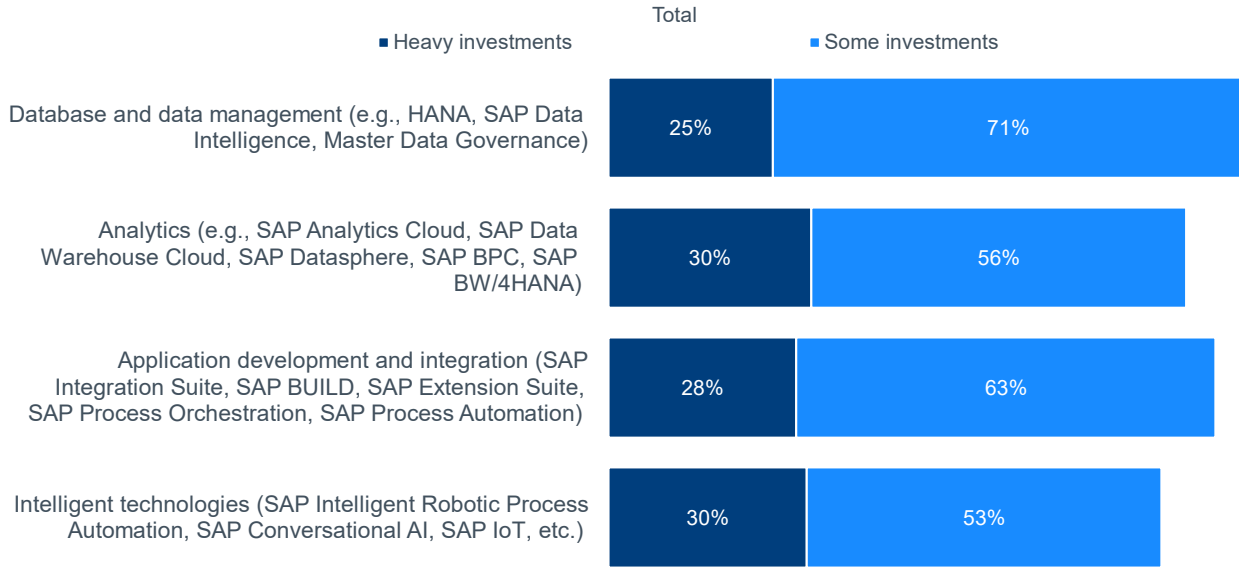 Total
Heavy investments
Some investments
Database and data management (e.g., HANA, SAP Data
Intelligence, Master Data Governance)
25%
71%
Analytics (e.g., SAP Analytics Cloud, SAP Data
Warehouse Cloud, SAP Datasphere, SAP BPC, SAP
BW/4HANA)
30%
56%
Application development and integration (SAP
Integration Suite, SAP BUILD, SAP Extension Suite,
SAP Process Orchestration, SAP Process Automation)
28%
63%
Intelligent technologies (SAP Intelligent Robotic Process
Automation, SAP Conversational AI, SAP IoT, etc.)
30%
53%